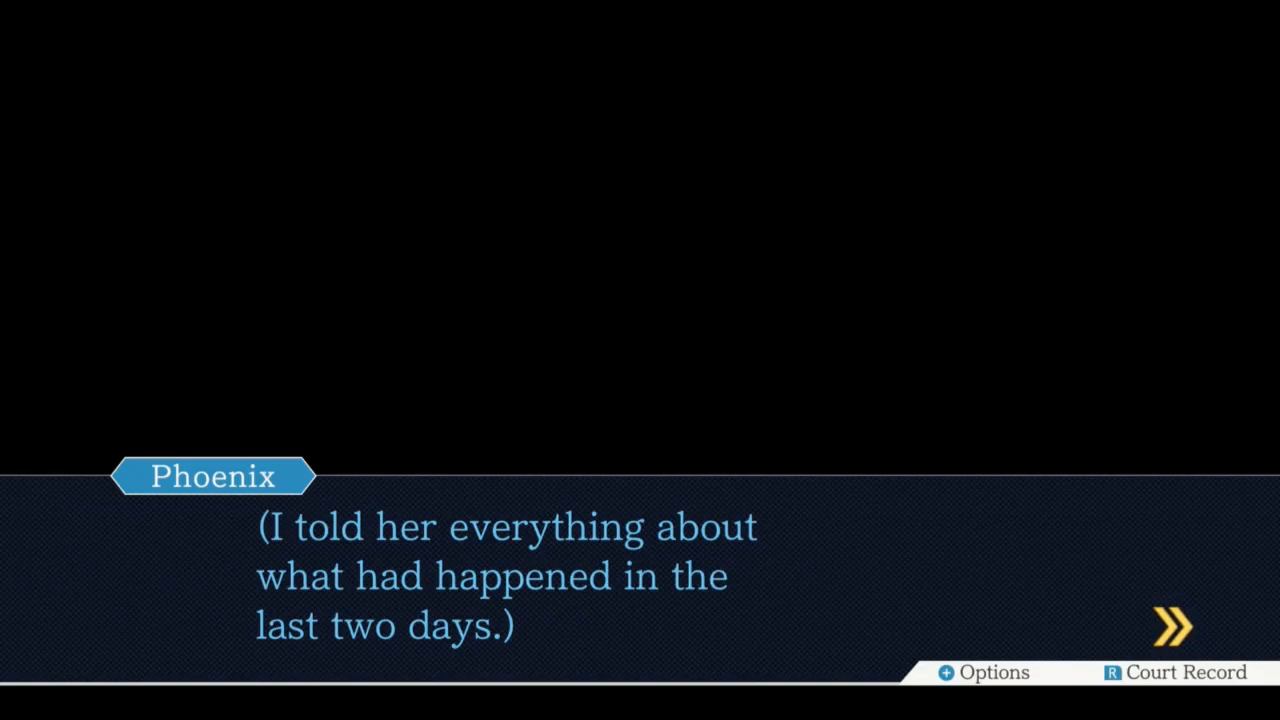 Phoenix
(I told her everything about
what had happened in the
last two days.)
+ Options
R Court Record